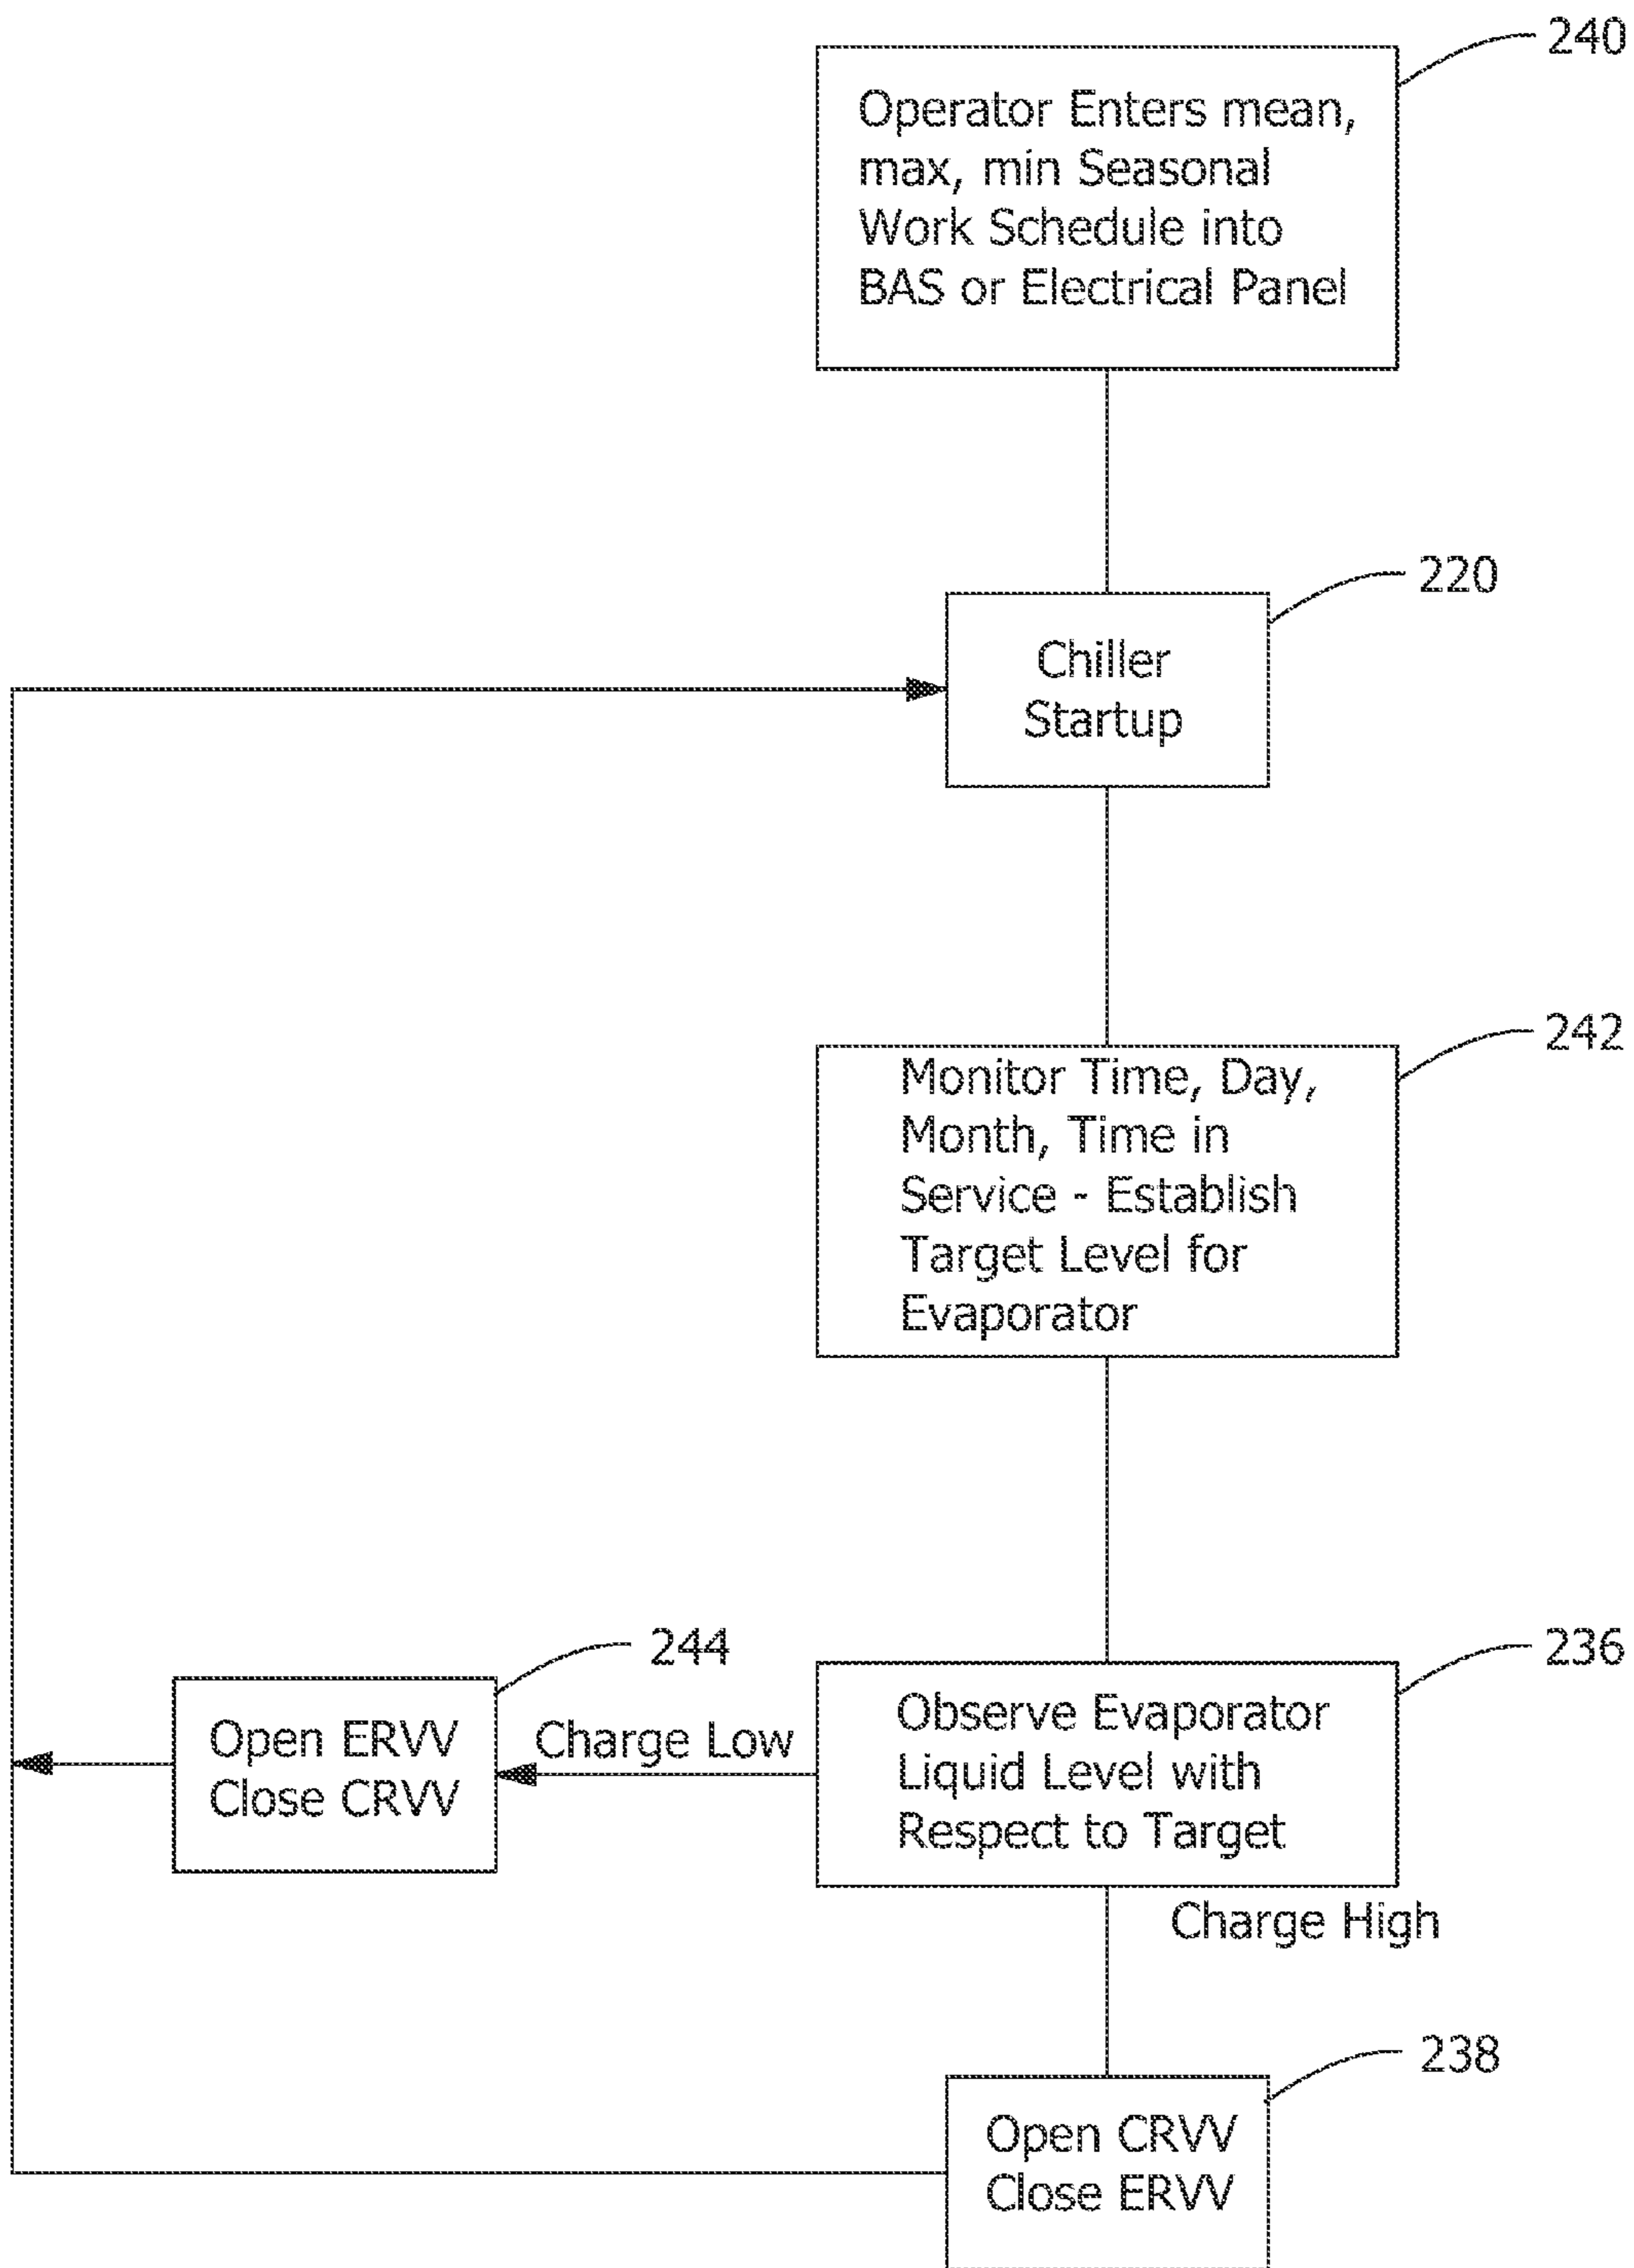 240
Operator Enters mean,
max, min Seasonal
Work Schedule into
BAS or Electrical Panel
220
Chiller
Startup
242
Monitor Time, Day,
Month, Time in
Service - Establish
Target Level for
Evaporator
244
Open ERVV
Close CRVV
Charge Low
236
Observe Evaporator
Liquid Level with
Respect to Target
Charge High
238
Open CRVV
Close ERVV